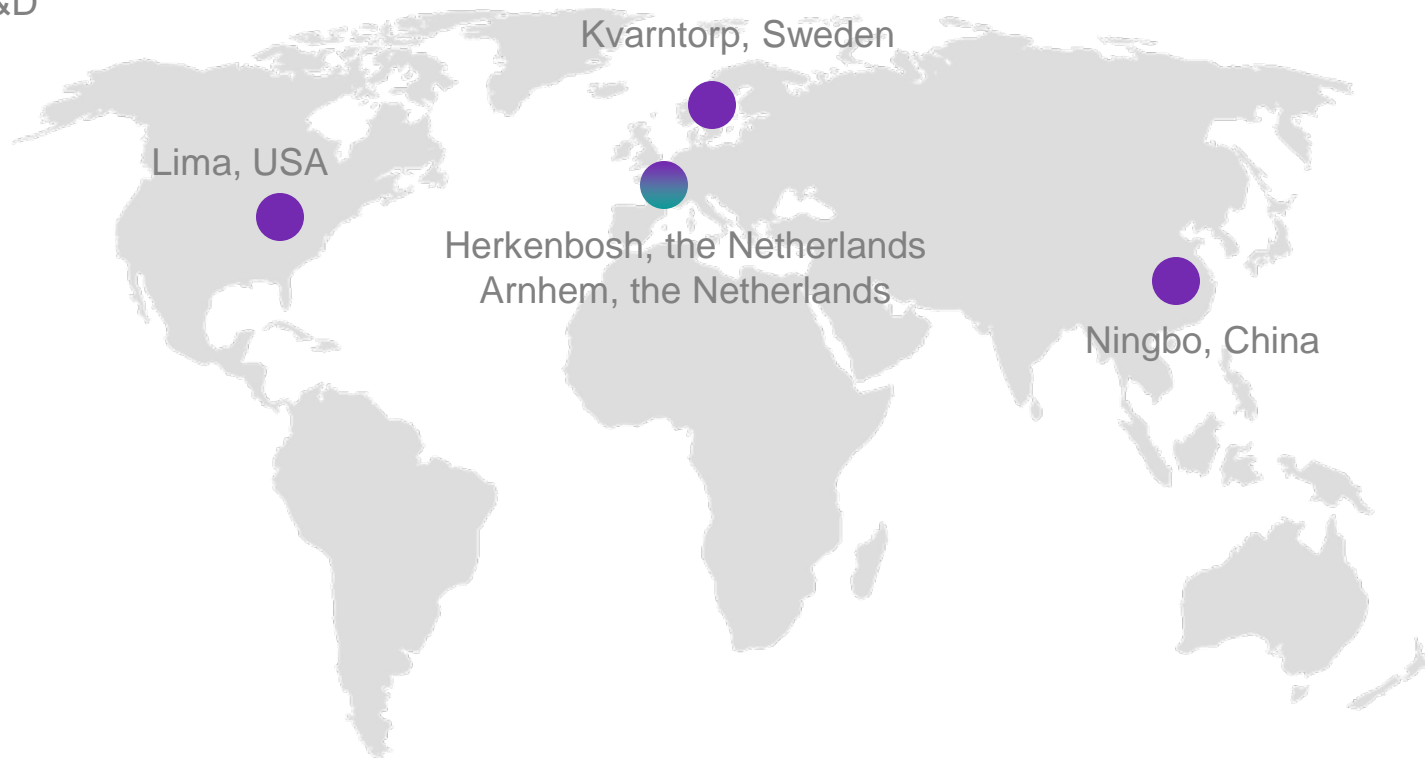 &D
Kvarntorp, Sweden
Lima, USA
Herkenbosh, the Netherlands
Arnhem, the Netherlands
Ningbo, China